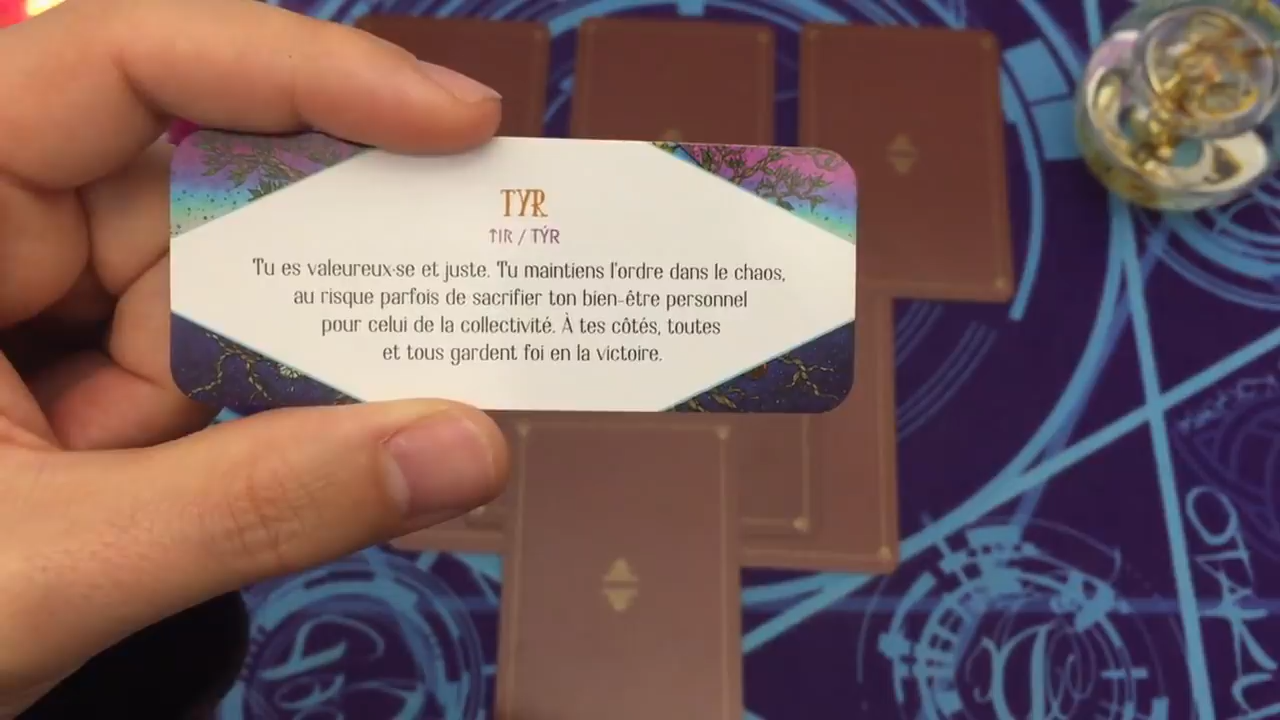 TYR
TIR / TÝR
Tu es valeureux·se et juste. Tu maintiens l'ordre dans le chaos,
au risque parfois de sacrifier ton bien-être personnel
pour celui de la collectivité. À tes côtés, toutes
et tous gardent foi en la victoire.
OTAKU